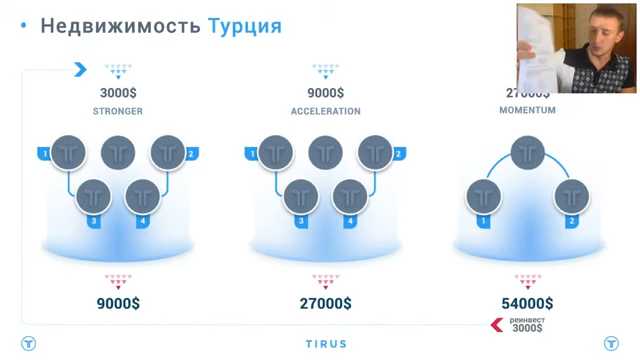 Недвижимость Турция
3000$
STRONGER
9000$
ACCELERATION
MOMENTUM
1
2
3
4
1
2
3
4
1
2
9000$
27000$
54000$
реинвест
3000$
TIRUS